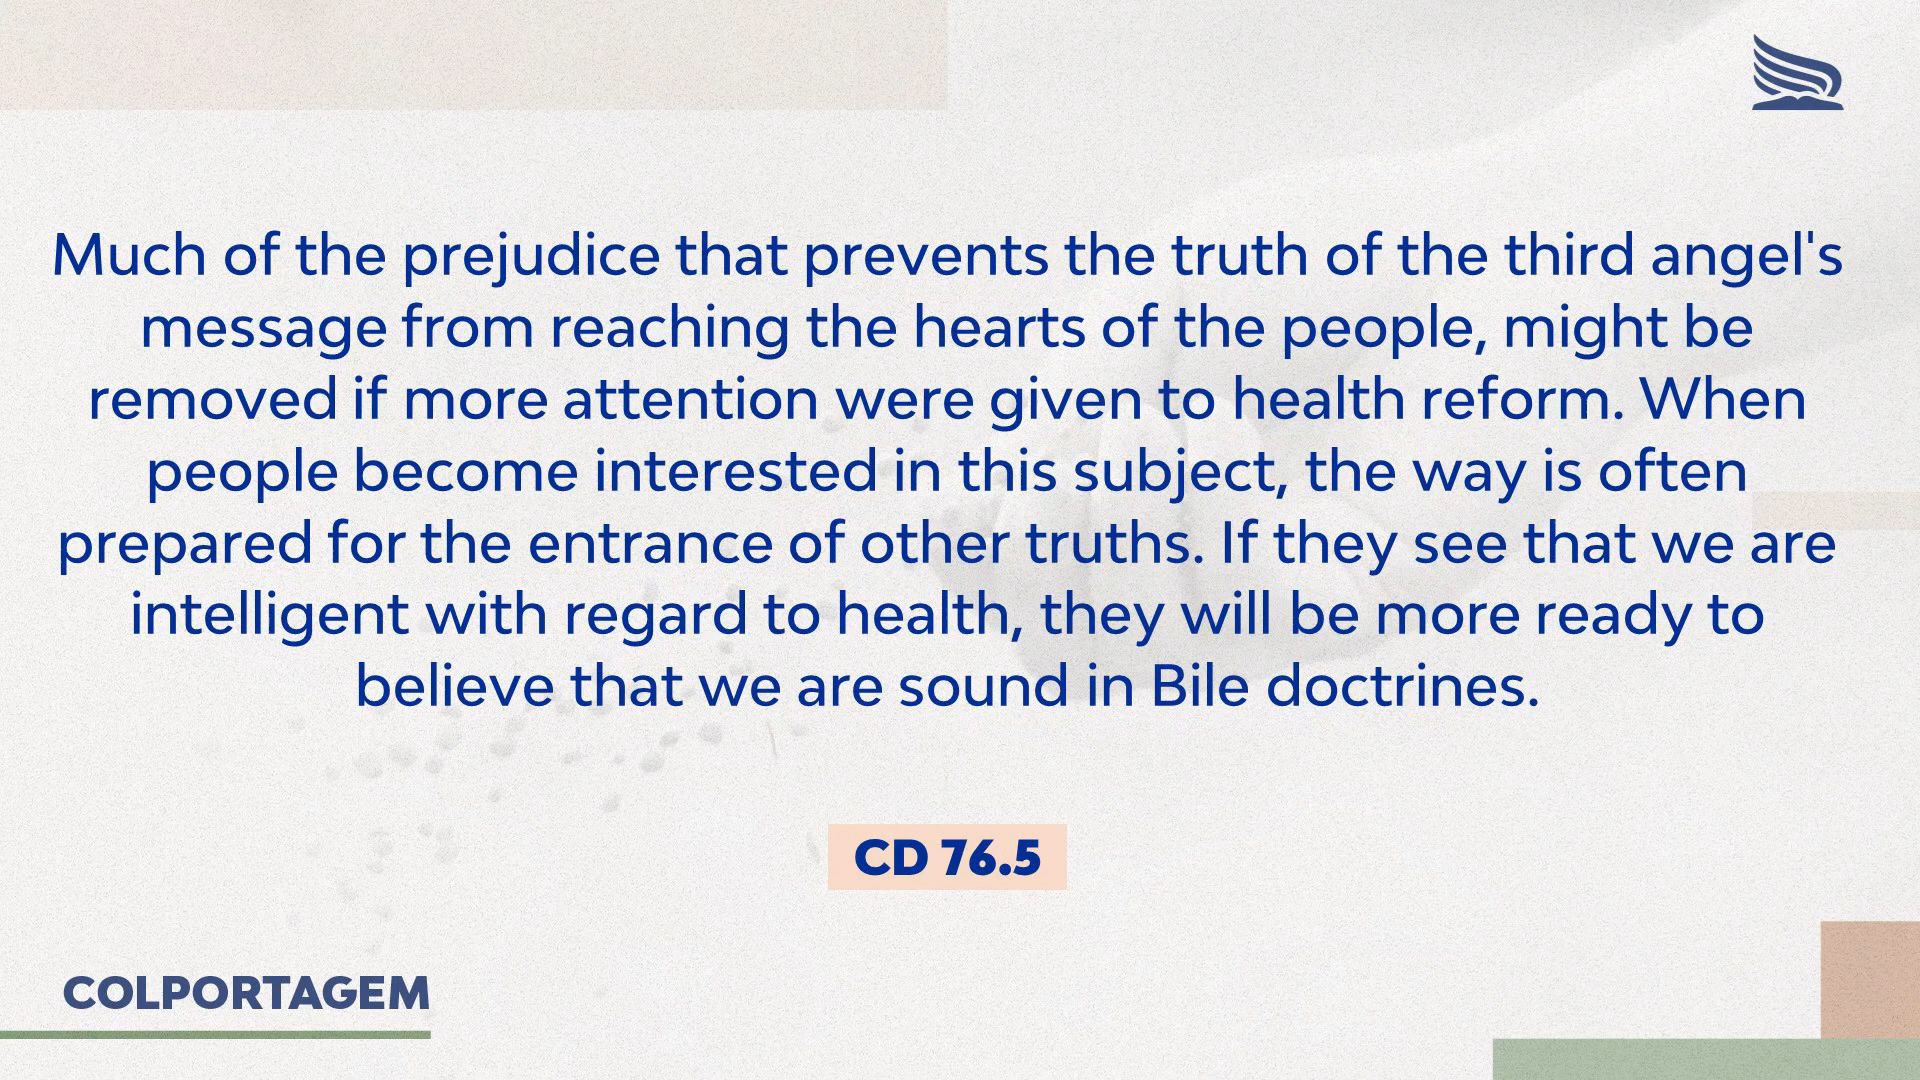 Much of the prejudice that prevents the truth of the third angel's
message from reaching the hearts of the people, might be
removed if more attention were given to health reform. When
people become interested in this subject, the way is often
prepared for the entrance of other truths. If they see that we are
intelligent with regard to health, they will be more ready to
believe that we are sound in Bile doctrines.
CD 76.5
COLPORTAGEM